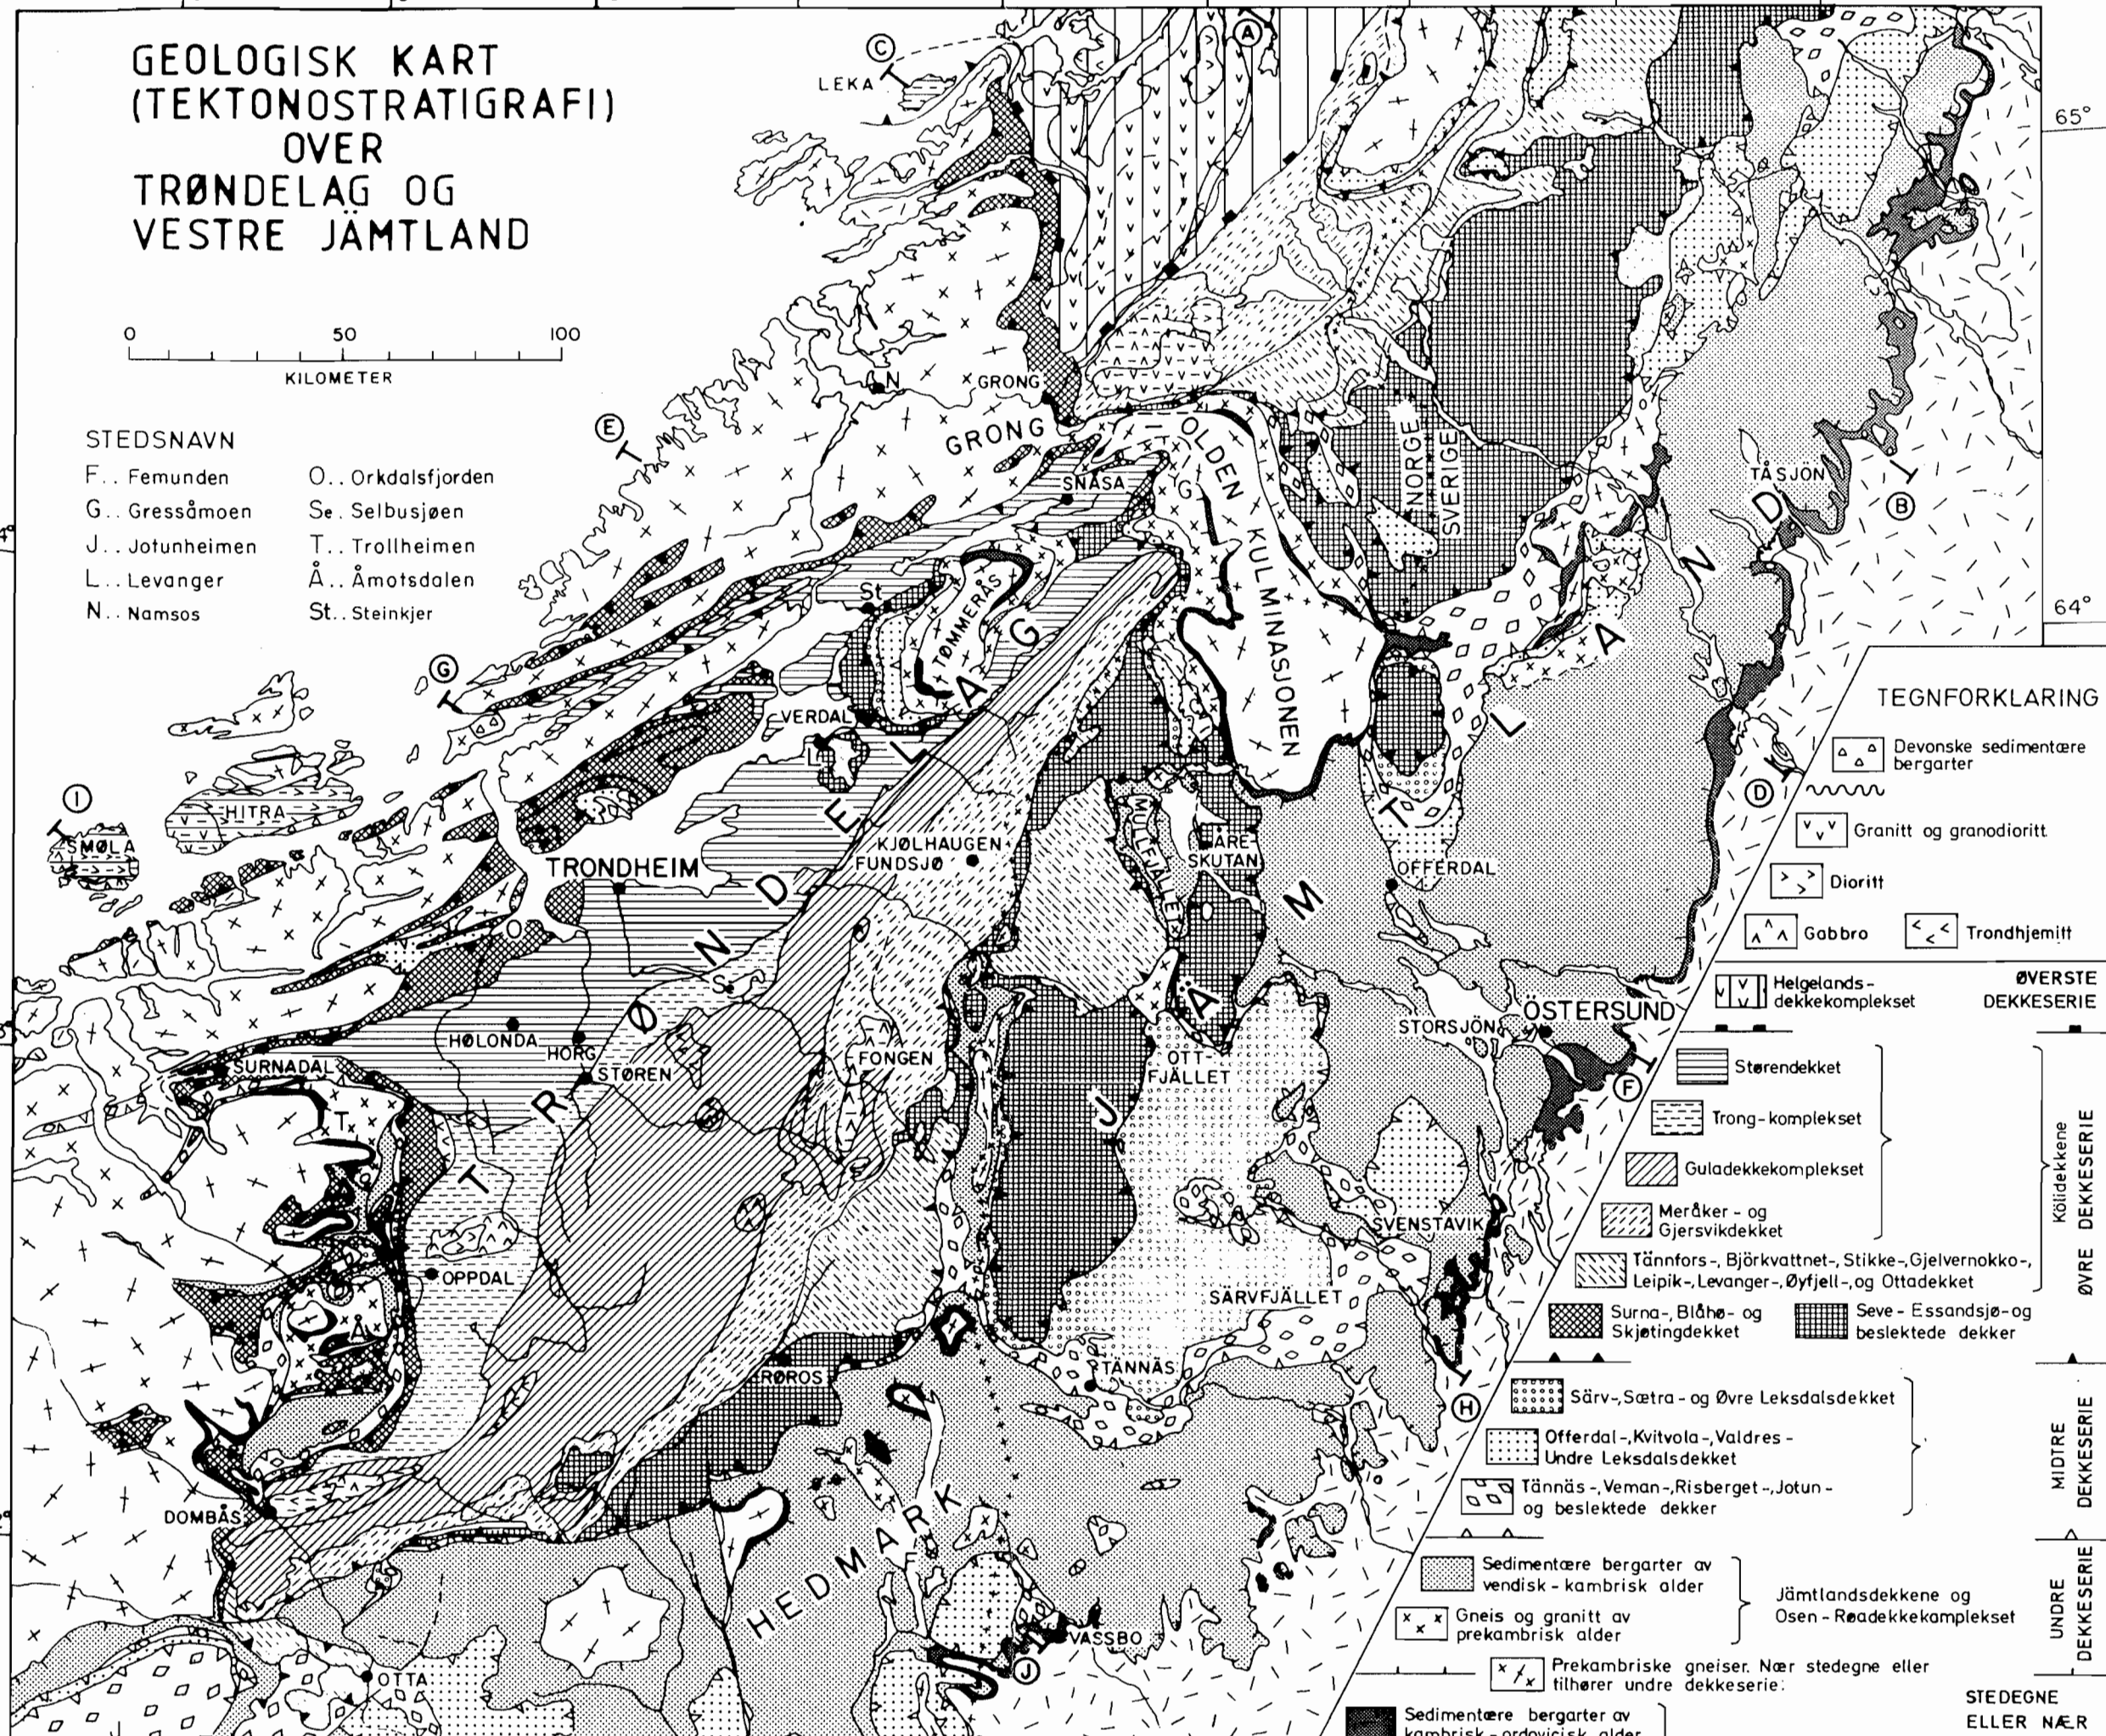 GEOLOGISK KART
(TEKTONOSTRATIGRAFI)
OVER
TRØNDELAG OG
VESTRE JÄMTLAND
0 50 100
KILOMETER
STEDSNAVN
F.. Femunden
G.. Gressåmoen
J.. Jotunheimen
L.. Levanger
N.. Namsos
O.. Orkdalsfjorden
Se. Selbusjøen
T.. Trollheimen
Å.. Åmotsdalen
St.. Steinkjer
C
LEKA
A
65°
N
GRONG
E
GRONG - OLDEN KULMINASJONEN
SNÅSA
G
NORGE
SVERIGE
TÅSJÖN
B
64°
St
TØMMERÅS
G
VERDAL
L
I
HITRA
SMØLA
TRØNDELAG
JÄMTLAND
KJØLHAUGEN
FUNDSJØ
MULLFJÄLLET
ÅRE-
SKUTAN
OFFERDAL
D
TRONDHEIM
O
Se
HØLONDA
HORG
STØREN
FONGEN
OTT-
FJÄLLET
STORSJÖN
ÖSTERSUND
F
SURNADAL
T
SVENSTAVIK
OPPDAL
SÄRVFJÄLLET
Å
RØROS
TÄNNÄS
H
DOMBÅS
HEDMARK
F
VASSBO
J
OTTA
TEGNFORKLARING
Devonske sedimentære
bergarter
Granitt og granodioritt
Dioritt
Gabbro
Trondhjemitt
Helgelands-
dekkekomplekset
ØVERSTE
DEKKESERIE
Størendekket
Trong-komplekset
Guladekkekomplekset
Meråker- og
Gjersvikdekket
Tännfors-, Björkvattnet-, Stikke-, Gjelvernokko-,
Leipik-, Levanger-, Øyfjell-, og Ottadekket
Surna-, Blåhø- og
Skjøtingdekket
Seve- Essandsjø- og
beslektede dekker
Kölidekkene
ØVRE DEKKESERIE
Särv-, Sætra- og Øvre Leksdalsdekket
Offerdal-, Kvitvola-, Valdres-
Undre Leksdalsdekket
Tännäs-, Veman-, Risberget-, Jotun-
og beslektede dekker
MIDTRE
DEKKESERIE
Sedimentære bergarter av
vendisk-kambrisk alder
Gneis og granitt av
prekambrisk alder
Jämtlandsdekkene og
Osen-Røadekkekomplekset
UNDRE
DEKKESERIE
Prekambriske gneiser. Nær stedegne eller
tilhører undre dekkeserie.
STEDEGNE
ELLER NÆR
Sedimentære bergarter av
kambrisk-ordovicisk alder